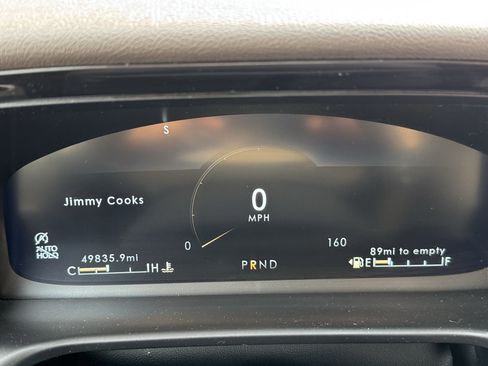 S
Jimmy Cooks
0
MPH
AUTO
HOLD
0
160
49835.9mi
89mi to empty
C H
PRND
E F